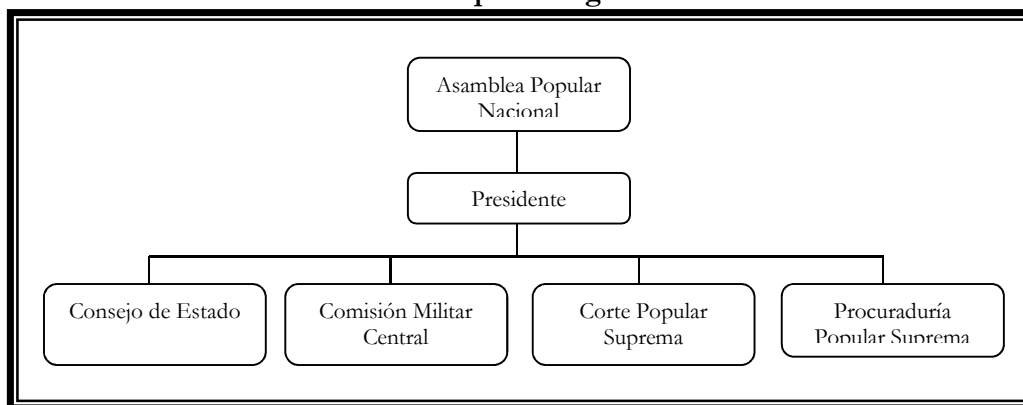 Asamblea Popular
Nacional
Presidente
Consejo de Estado
Comisión Militar
Central
Corte Popular
Suprema
Procuraduría
Popular Suprema